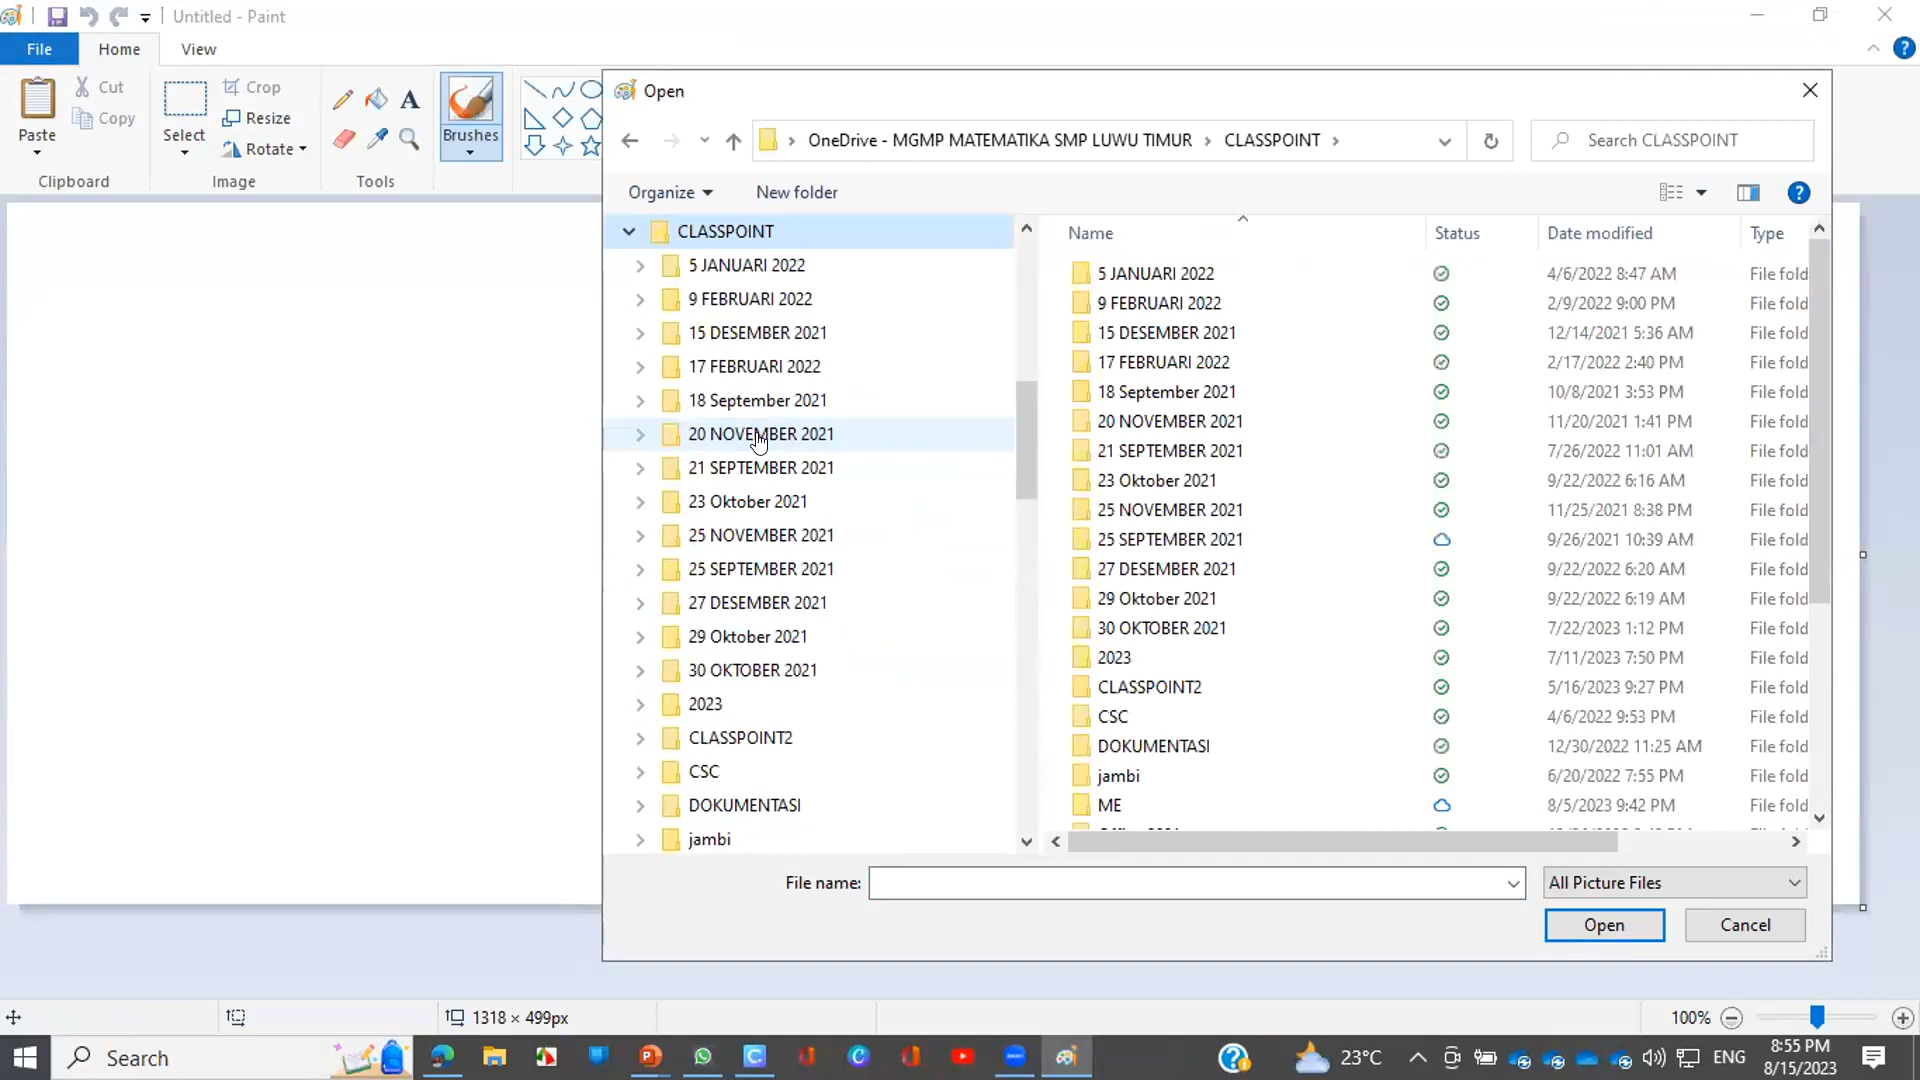 Untitled - Paint
File Home View
Cut
Copy
Paste
Clipboard
Crop
Resize
Rotate
Select
Image
A
Tools
Brushes
Open
OneDrive - MGMP MATEMATIKA SMP LUWU TIMUR › CLASSPOINT ›
Search CLASSPOINT
Organize New folder
CLASSPOINT
5 JANUARI 2022
9 FEBRUARI 2022
15 DESEMBER 2021
17 FEBRUARI 2022
18 September 2021
20 NOVEMBER 2021
21 SEPTEMBER 2021
23 Oktober 2021
25 NOVEMBER 2021
25 SEPTEMBER 2021
27 DESEMBER 2021
29 Oktober 2021
30 OKTOBER 2021
2023
CLASSPOINT2
CSC
DOKUMENTASI
jambi
Name Status Date modified Type
5 JANUARI 2022 4/6/2022 8:47 AM File fold
9 FEBRUARI 2022 2/9/2022 9:00 PM File fold
15 DESEMBER 2021 12/14/2021 5:36 AM File fold
17 FEBRUARI 2022 2/17/2022 2:40 PM File fold
18 September 2021 10/8/2021 3:53 PM File fold
20 NOVEMBER 2021 11/20/2021 1:41 PM File fold
21 SEPTEMBER 2021 7/26/2022 11:01 AM File fold
23 Oktober 2021 9/22/2022 6:16 AM File fold
25 NOVEMBER 2021 11/25/2021 8:38 PM File fold
25 SEPTEMBER 2021 9/26/2021 10:39 AM File fold
27 DESEMBER 2021 9/22/2022 6:20 AM File fold
29 Oktober 2021 9/22/2022 6:19 AM File fold
30 OKTOBER 2021 7/22/2023 1:12 PM File fold
2023 7/11/2023 7:50 PM File fold
CLASSPOINT2 5/16/2023 9:27 PM File fold
CSC 4/6/2022 9:53 PM File fold
DOKUMENTASI 12/30/2022 11:25 AM File fold
jambi 6/20/2022 7:55 PM File fold
ME 8/5/2023 9:42 PM File fold
File name:
All Picture Files
Open Cancel
1318 × 499px
100%
Search
23°C
ENG
8:55 PM
8/15/2023